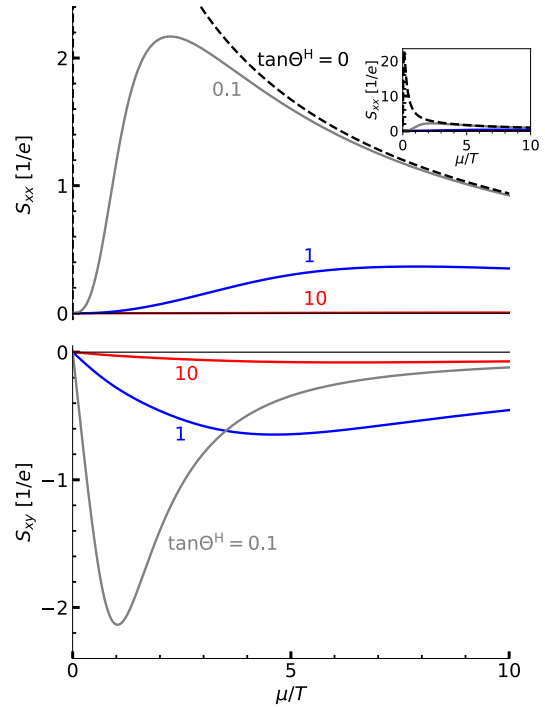 2
1
0
S_xx [1/e]
tanΘ^H = 0
0.1
1
10
20
10
0
S_xx [1/e]
0 5 10
μ/T
0
−1
−2
S_xy [1/e]
10
1
tanΘ^H = 0.1
0 5 10
μ/T